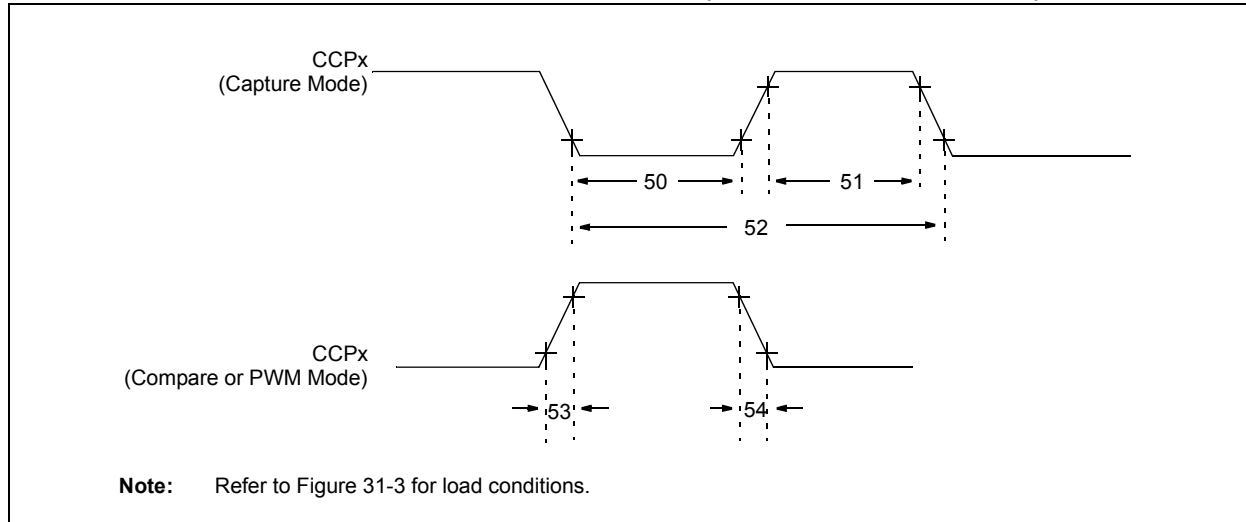 CCPx
(Capture Mode)
50
51
52
CCPx
(Compare or PWM Mode)
53
54
Note: Refer to Figure 31-3 for load conditions.